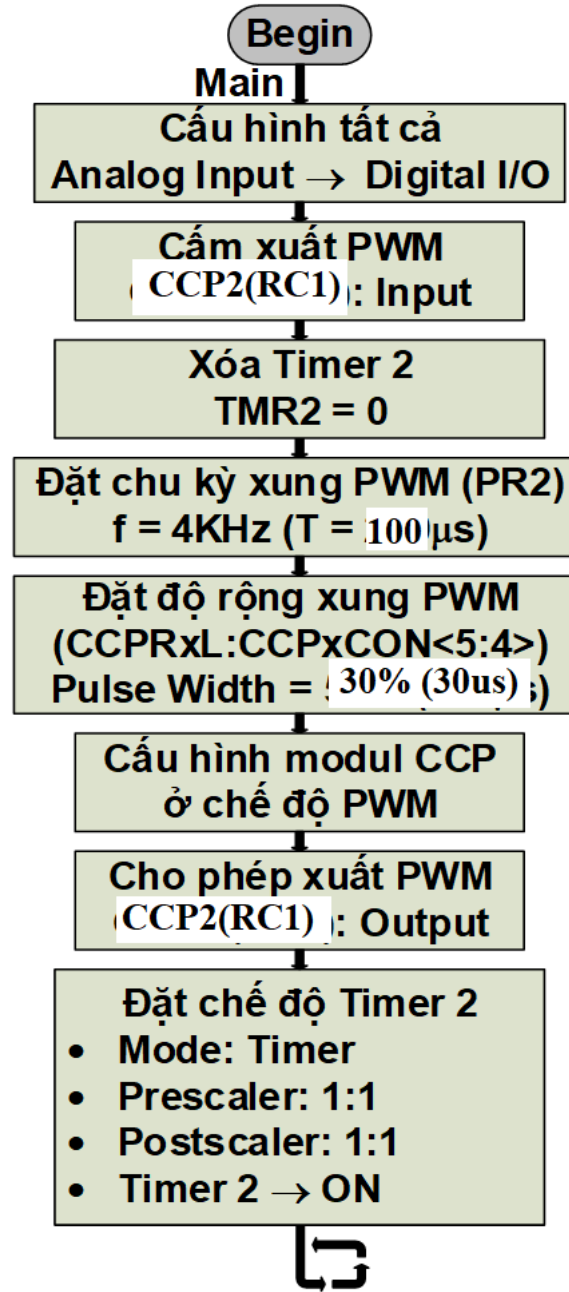 Begin
Main
Cấu hình tất cả
Analog Input → Digital I/O
Cấm xuất PWM
CCP2(RC1) ): Input
Xóa Timer 2
TMR2 = 0
Đặt chu kỳ xung PWM (PR2)
f = 4KHz (T = 100 μs)
Đặt độ rộng xung PWM
(CCPRxL:CCPxCON<5:4>)
Pulse Width = 30% (30us) s)
Cấu hình modul CCP
ở chế độ PWM
Cho phép xuất PWM
CCP2(RC1) ): Output
Đặt chế độ Timer 2
• Mode: Timer
• Prescaler: 1:1
• Postscaler: 1:1
• Timer 2 → ON